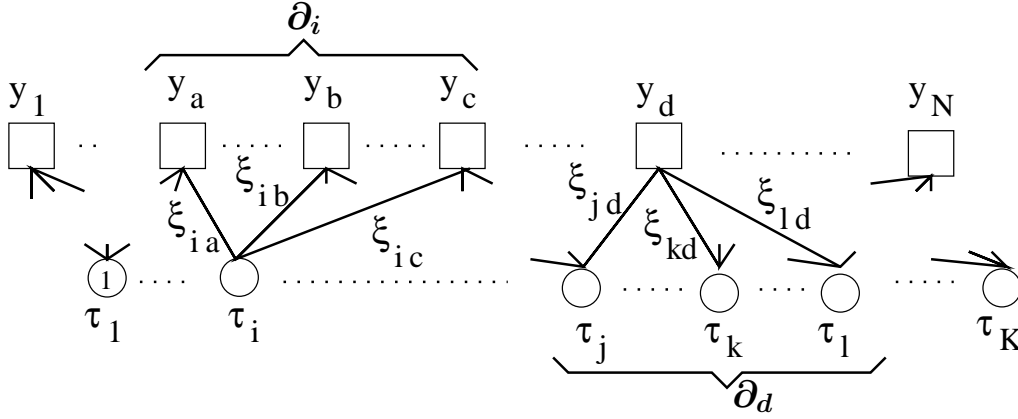 ∂i
y1 ya yb yc yd yN
ξib ξjd ξld
ξia ξic ξkd
1
τ1 τi τj τk τl τK
∂d